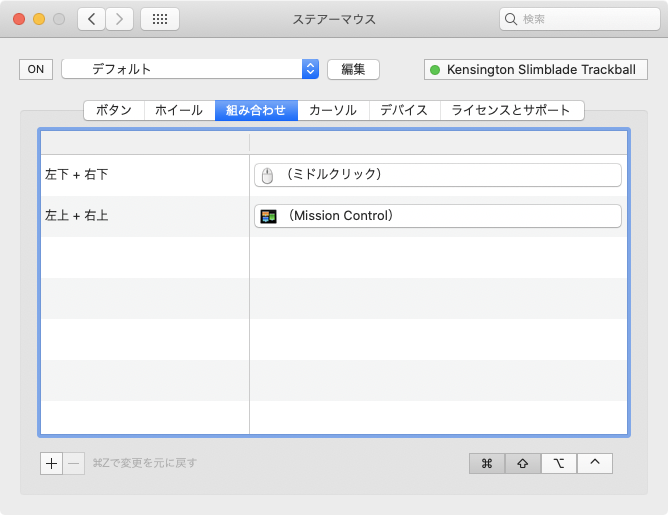 ステアーマウス
検索
ON
デフォルト
編集
Kensington Slimblade Trackball
ボタン
ホイール
組み合わせ
カーソル
デバイス
ライセンスとサポート
左下 + 右下
（ミドルクリック）
左上 + 右上
（Mission Control）
⌘Zで変更を元に戻す
⌘
⇧
⌥
^